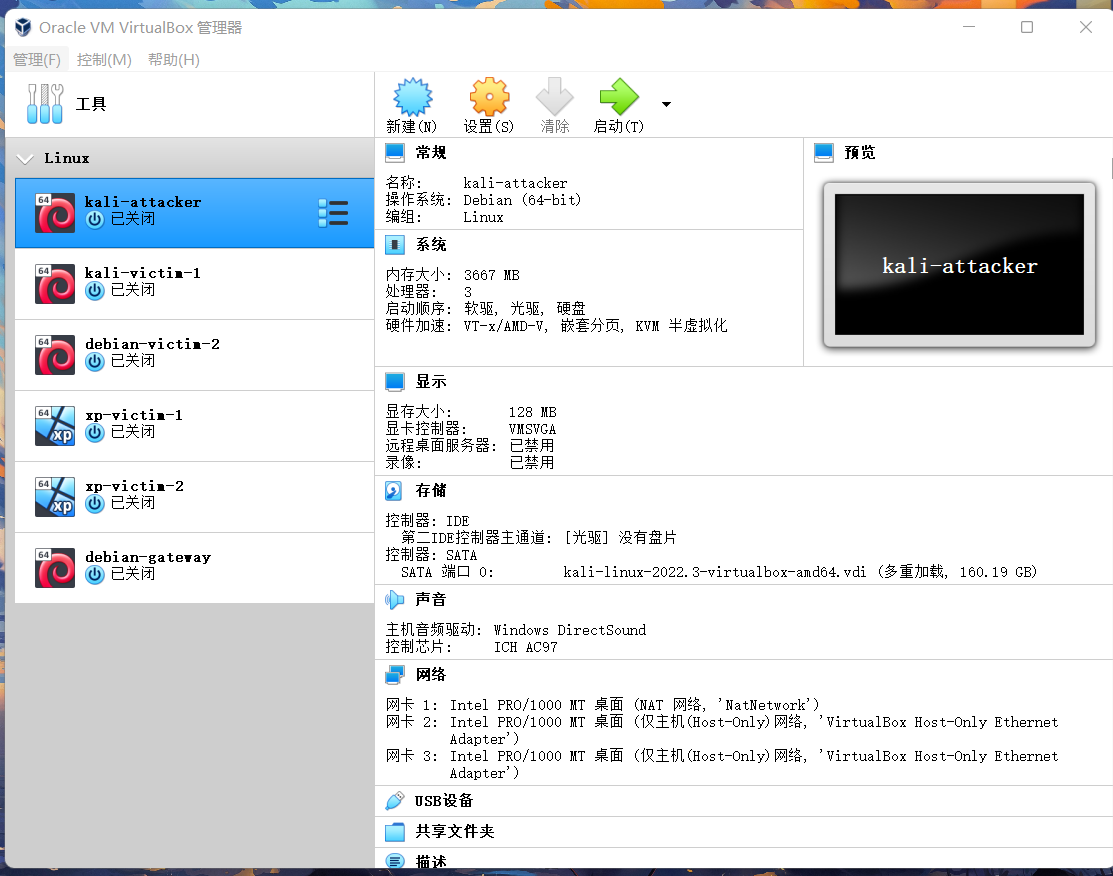 Oracle VM VirtualBox 管理器
管理(F) 控制(M) 帮助(H)
工具
新建(N) 设置(S) 清除 启动(T)
Linux
64 kali-attacker
已关闭
64 kali-victim-1
已关闭
64 debian-victim-2
已关闭
64 xp xp-victim-1
已关闭
64 xp xp-victim-2
已关闭
64 debian-gateway
已关闭
常规
名称: kali-attacker
操作系统: Debian (64-bit)
编组: Linux
预览
kali-attacker
系统
内存大小: 3667 MB
处理器: 3
启动顺序: 软驱, 光驱, 硬盘
硬件加速: VT-x/AMD-V, 嵌套分页, KVM 半虚拟化
显示
显存大小: 128 MB
显卡控制器: VMSVGA
远程桌面服务器: 已禁用
录像: 已禁用
存储
控制器: IDE
第二IDE控制器主通道: [光驱] 没有盘片
控制器: SATA
SATA 端口 0: kali-linux-2022.3-virtualbox-amd64.vdi (多重加载, 160.19 GB)
声音
主机音频驱动: Windows DirectSound
控制芯片: ICH AC97
网络
网卡 1: Intel PRO/1000 MT 桌面 (NAT 网络, 'NatNetwork')
网卡 2: Intel PRO/1000 MT 桌面 (仅主机(Host-Only)网络, 'VirtualBox Host-Only Ethernet
Adapter')
网卡 3: Intel PRO/1000 MT 桌面 (仅主机(Host-Only)网络, 'VirtualBox Host-Only Ethernet
Adapter')
USB设备
共享文件夹
描述